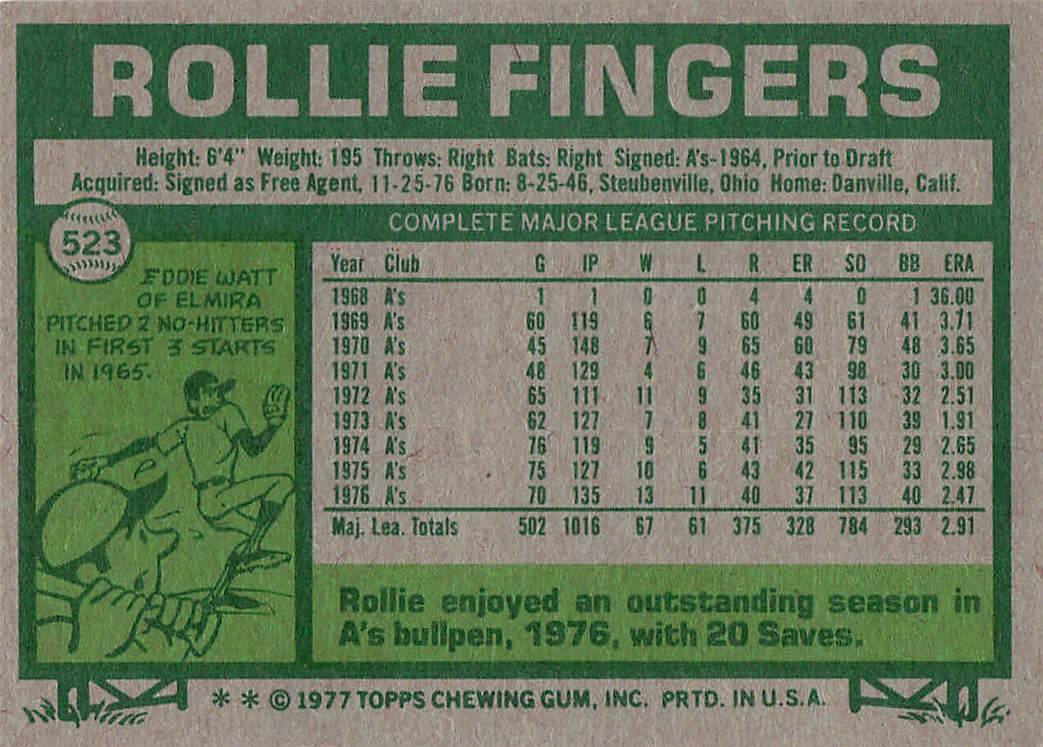 ROLLIE FINGERS
Height: 6'4" Weight: 195 Throws: Right Bats: Right Signed: A's-1964, Prior to Draft
Acquired: Signed as Free Agent, 11-25-76 Born: 8-25-46, Steubenville, Ohio Home: Danville, Calif.
523
EDDIE WATT
OF ELMIRA
PITCHED 2 NO-HITTERS
IN FIRST 3 STARTS
IN 1965.
COMPLETE MAJOR LEAGUE PITCHING RECORD
Year Club G IP W L R ER SO BB ERA
1968 A's 1 1 0 0 4 4 0 1 36.00
1969 A's 60 119 6 7 60 49 61 41 3.71
1970 A's 45 148 7 9 65 60 79 48 3.65
1971 A's 48 129 4 6 46 43 98 30 3.00
1972 A's 65 111 11 9 35 31 113 32 2.51
1973 A's 62 127 7 8 41 27 110 39 1.91
1974 A's 76 119 9 5 41 35 95 29 2.65
1975 A's 75 127 10 6 43 42 115 33 2.98
1976 A's 70 135 13 11 40 37 113 40 2.47
Maj. Lea. Totals 502 1016 67 61 375 328 784 293 2.91
Rollie enjoyed an outstanding season in
A's bullpen, 1976, with 20 Saves.
* * © 1977 TOPPS CHEWING GUM, INC. PRTD. IN U.S.A.